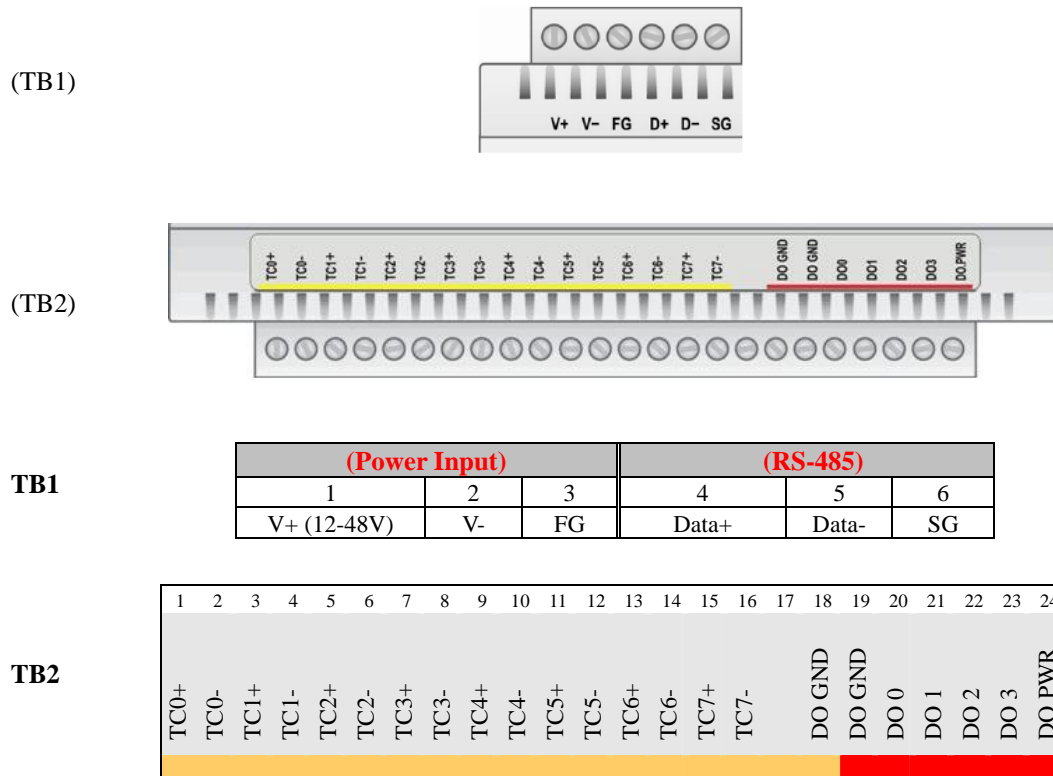 (TB1)
V+ V− FG D+ D− SG
(TB2)
TC0+ TC0- TC1+ TC1- TC2+ TC2- TC3+ TC3- TC4+ TC4- TC5+ TC5- TC6+ TC6- TC7+ TC7- DO GND DO GND DO0 DO1 DO2 DO3 DO.PWR
TB1
(Power Input) (RS-485)
1 2 3 4 5 6
V+ (12-48V) V- FG Data+ Data- SG
TB2
1 2 3 4 5 6 7 8 9 10 11 12 13 14 15 16 17 18 19 20 21 22 23 24
TC0+ TC0- TC1+ TC1- TC2+ TC2- TC3+ TC3- TC4+ TC4- TC5+ TC5- TC6+ TC6- TC7+ TC7- DO GND DO GND DO 0 DO 1 DO 2 DO 3 DO PWR